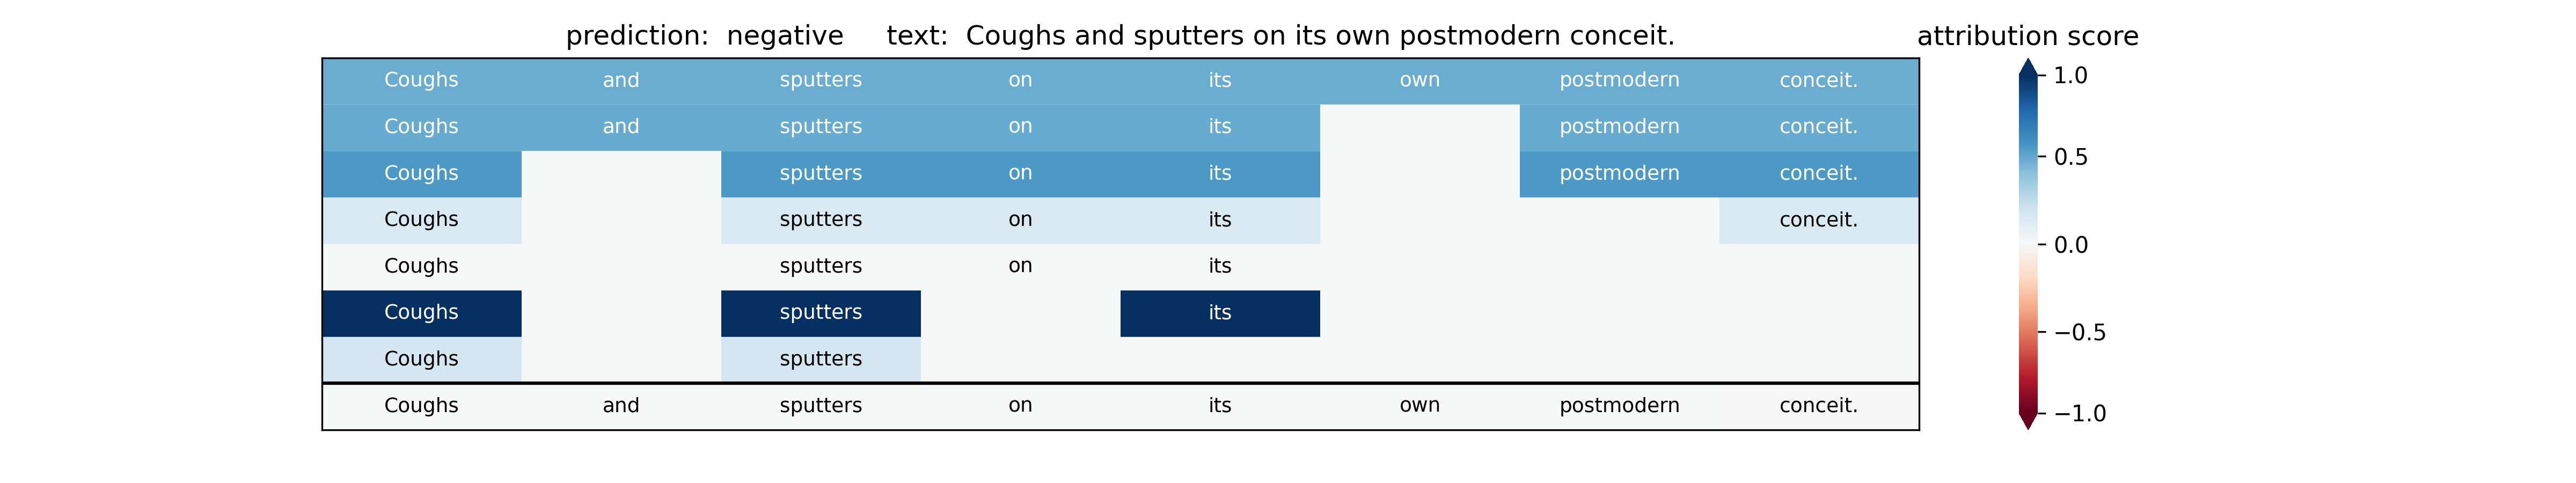 prediction:  negative     text:  Coughs and sputters on its own postmodern conceit.
attribution score
Coughs and sputters on its own postmodern conceit.
Coughs and sputters on its postmodern conceit.
Coughs sputters on its postmodern conceit.
Coughs sputters on its conceit.
Coughs sputters on its
Coughs sputters its
Coughs sputters
Coughs and sputters on its own postmodern conceit.
1.0
0.5
0.0
−0.5
−1.0